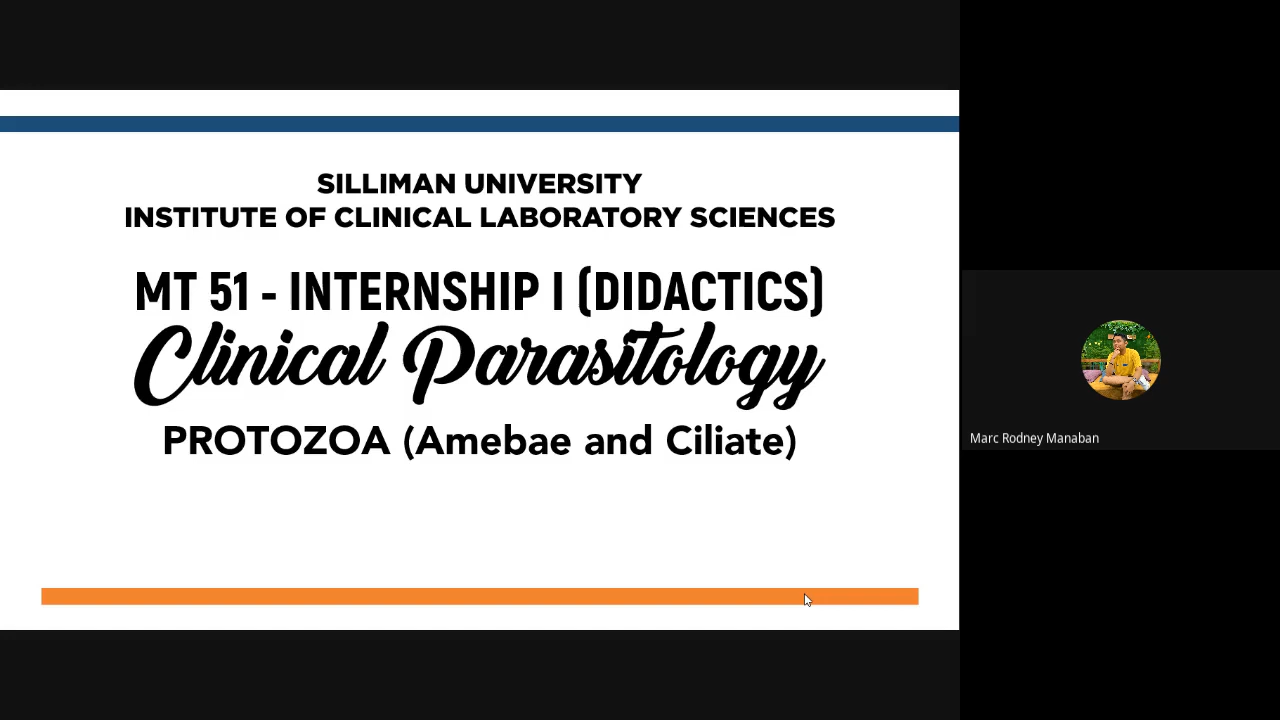 SILLIMAN UNIVERSITY
INSTITUTE OF CLINICAL LABORATORY SCIENCES
MT 51 - INTERNSHIP I (DIDACTICS)
Clinical Parasitology
PROTOZOA (Amebae and Ciliate)
Marc Rodney Manaban